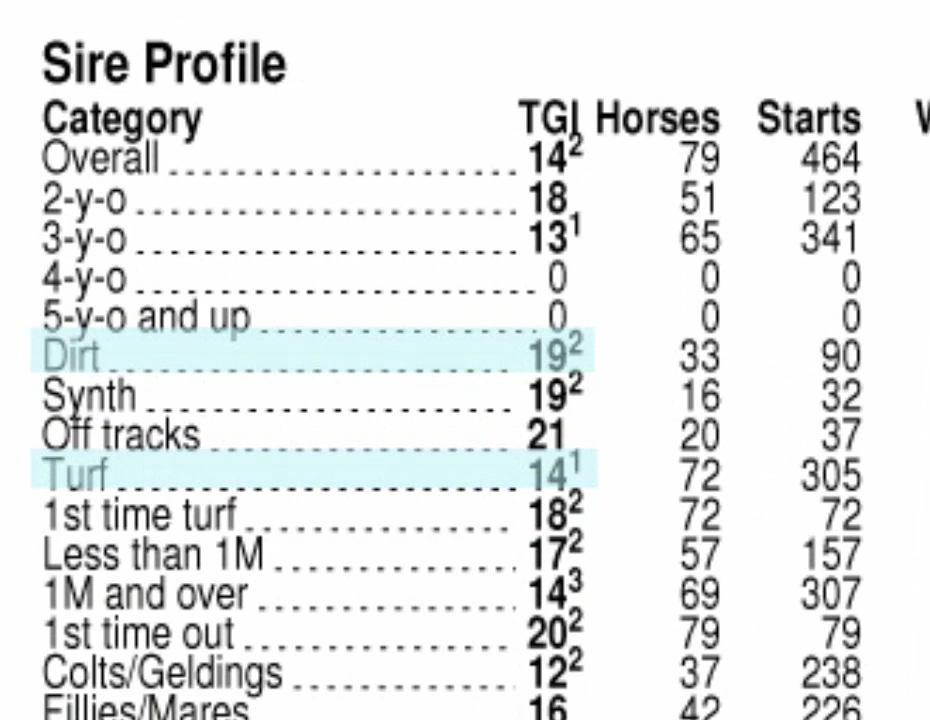 Sire Profile
Category TGI Horses Starts W
Overall 14² 79 464
2-y-o 18 51 123
3-y-o 13¹ 65 341
4-y-o 0 0 0
5-y-o and up 0 0 0
Dirt 19² 33 90
Synth 19² 16 32
Off tracks 21 20 37
Turf 14¹ 72 305
1st time turf 18² 72 72
Less than 1M 17² 57 157
1M and over 14³ 69 307
1st time out 20² 79 79
Colts/Geldings 12² 37 238
Fillies/Mares 16 42 226